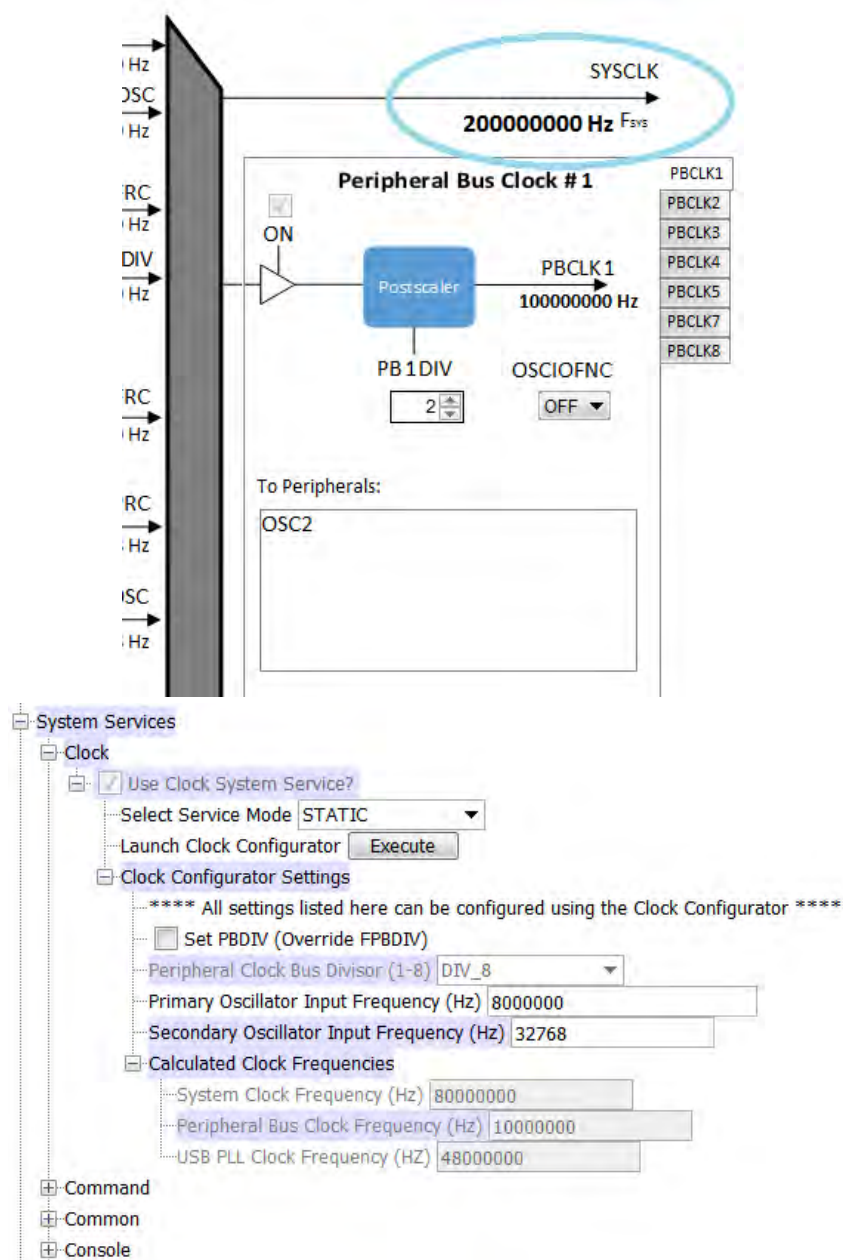 Hz
SYSCLK
OSC
200000000 Hz Fsys
Hz
Peripheral Bus Clock #1
PBCLK1
RC
PBCLK2
Hz
ON
PBCLK3
DIV
PBCLK1
PBCLK4
Hz
Postscaler
100000000 Hz
PBCLK5
PBCLK7
PB1DIV
OSCIOFNC
PBCLK8
RC
2
OFF
Hz
To Peripherals:
RC
OSC2
Hz
SC
Hz
System Services
Clock
Use Clock System Service?
Select Service Mode STATIC
Launch Clock Configurator Execute
Clock Configurator Settings
**** All settings listed here can be configured using the Clock Configurator ****
Set PBDIV (Override FPBDIV)
Peripheral Clock Bus Divisor (1-8) DIV_8
Primary Oscillator Input Frequency (Hz) 8000000
Secondary Oscillator Input Frequency (Hz) 32768
Calculated Clock Frequencies
System Clock Frequency (Hz) 80000000
Peripheral Bus Clock Frequency (Hz) 10000000
USB PLL Clock Frequency (HZ) 48000000
Command
Common
Console